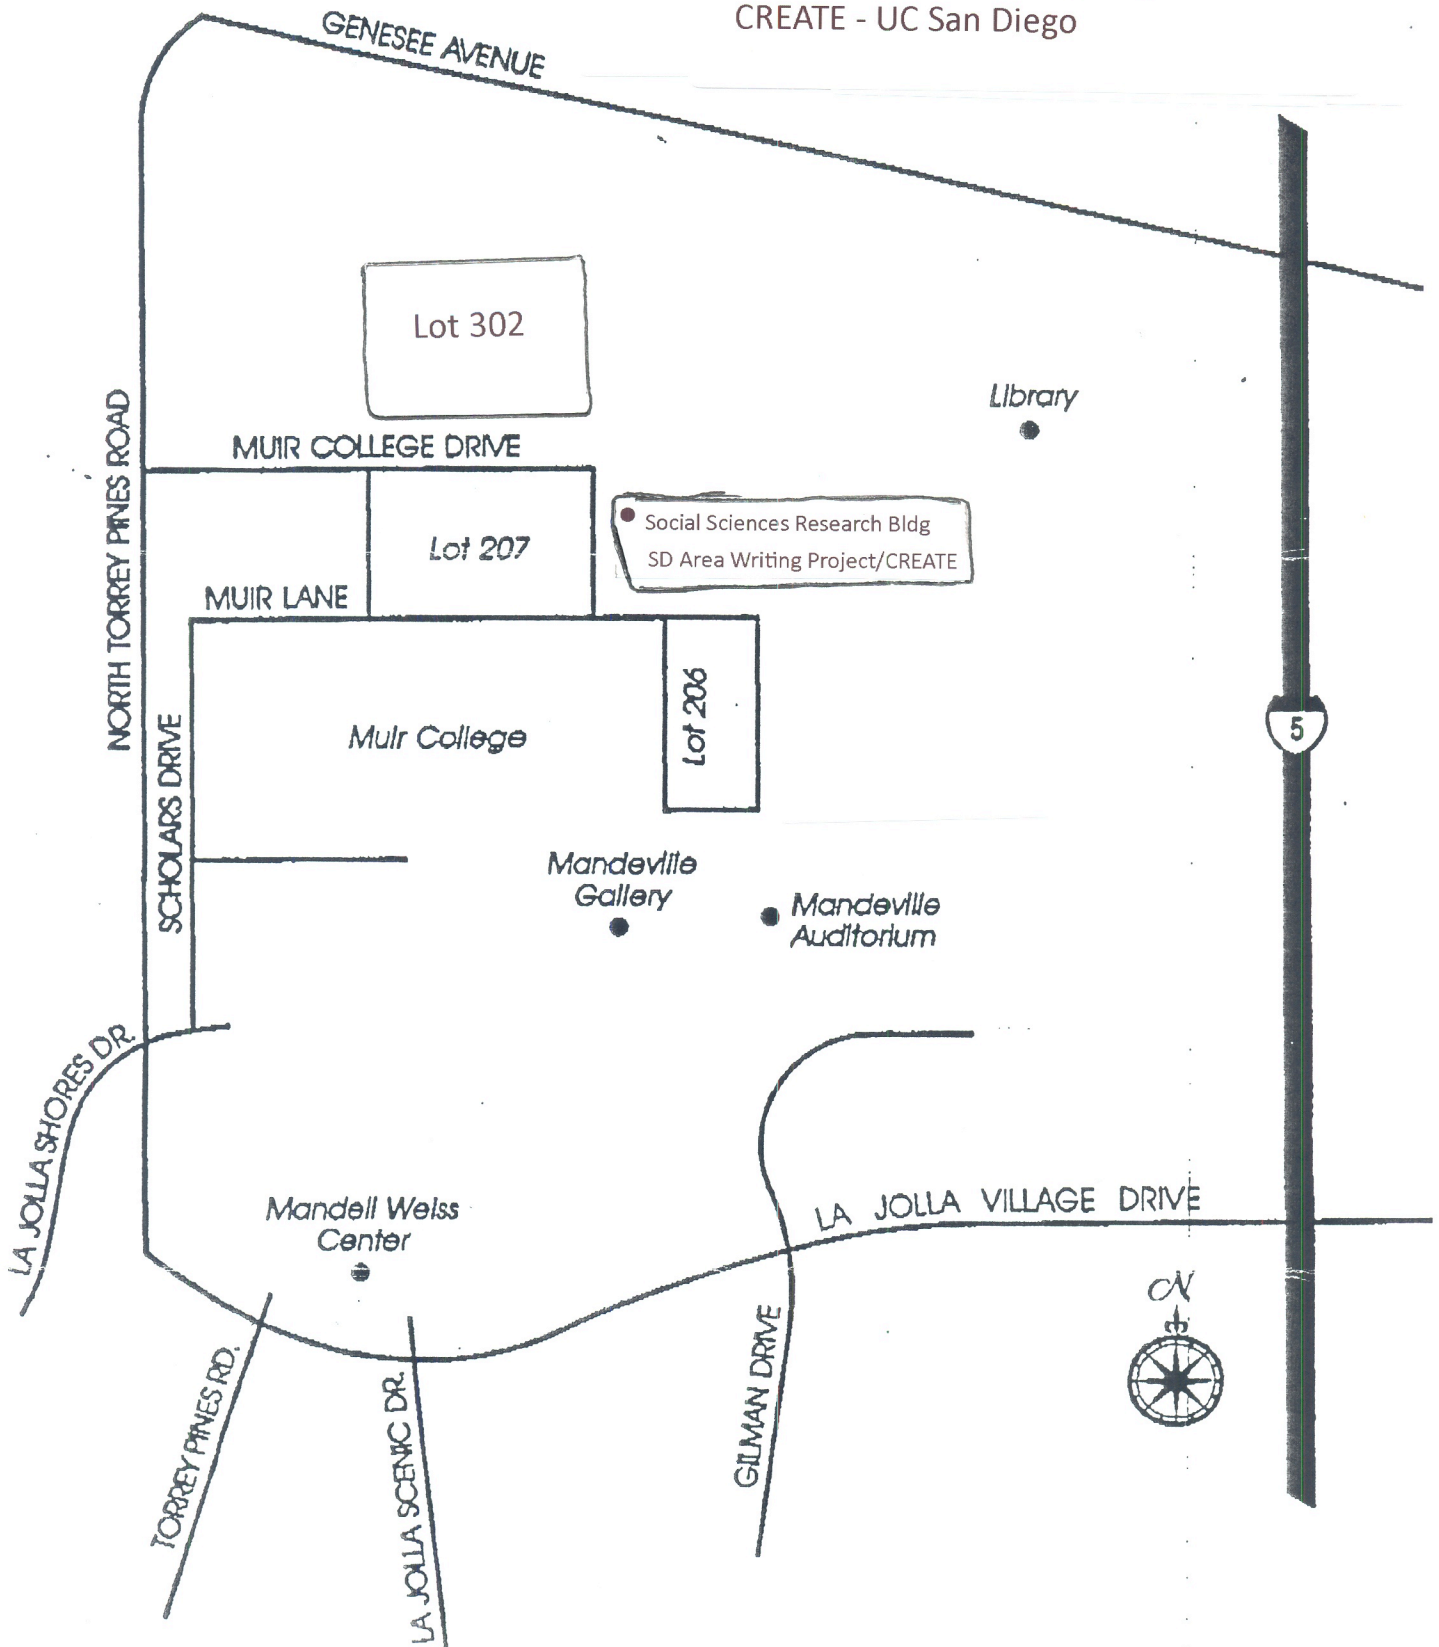 CREATE - UC San Diego
GENESEE AVENUE
Lot 302
Library
NORTH TORREY PINES ROAD
MUIR COLLEGE DRIVE
Lot 207
Social Sciences Research Bldg
SD Area Writing Project/CREATE
MUIR LANE
Lot 206
5
Muir College
SCHOLARS DRIVE
Mandeville
Gallery
Mandeville
Auditorium
LA JOLLA SHORES DR.
Mandell Weiss
Center
LA JOLLA VILLAGE DRIVE
N
GILMAN DRIVE
TORREY PINES RD.
LA JOLLA SCENIC DR.